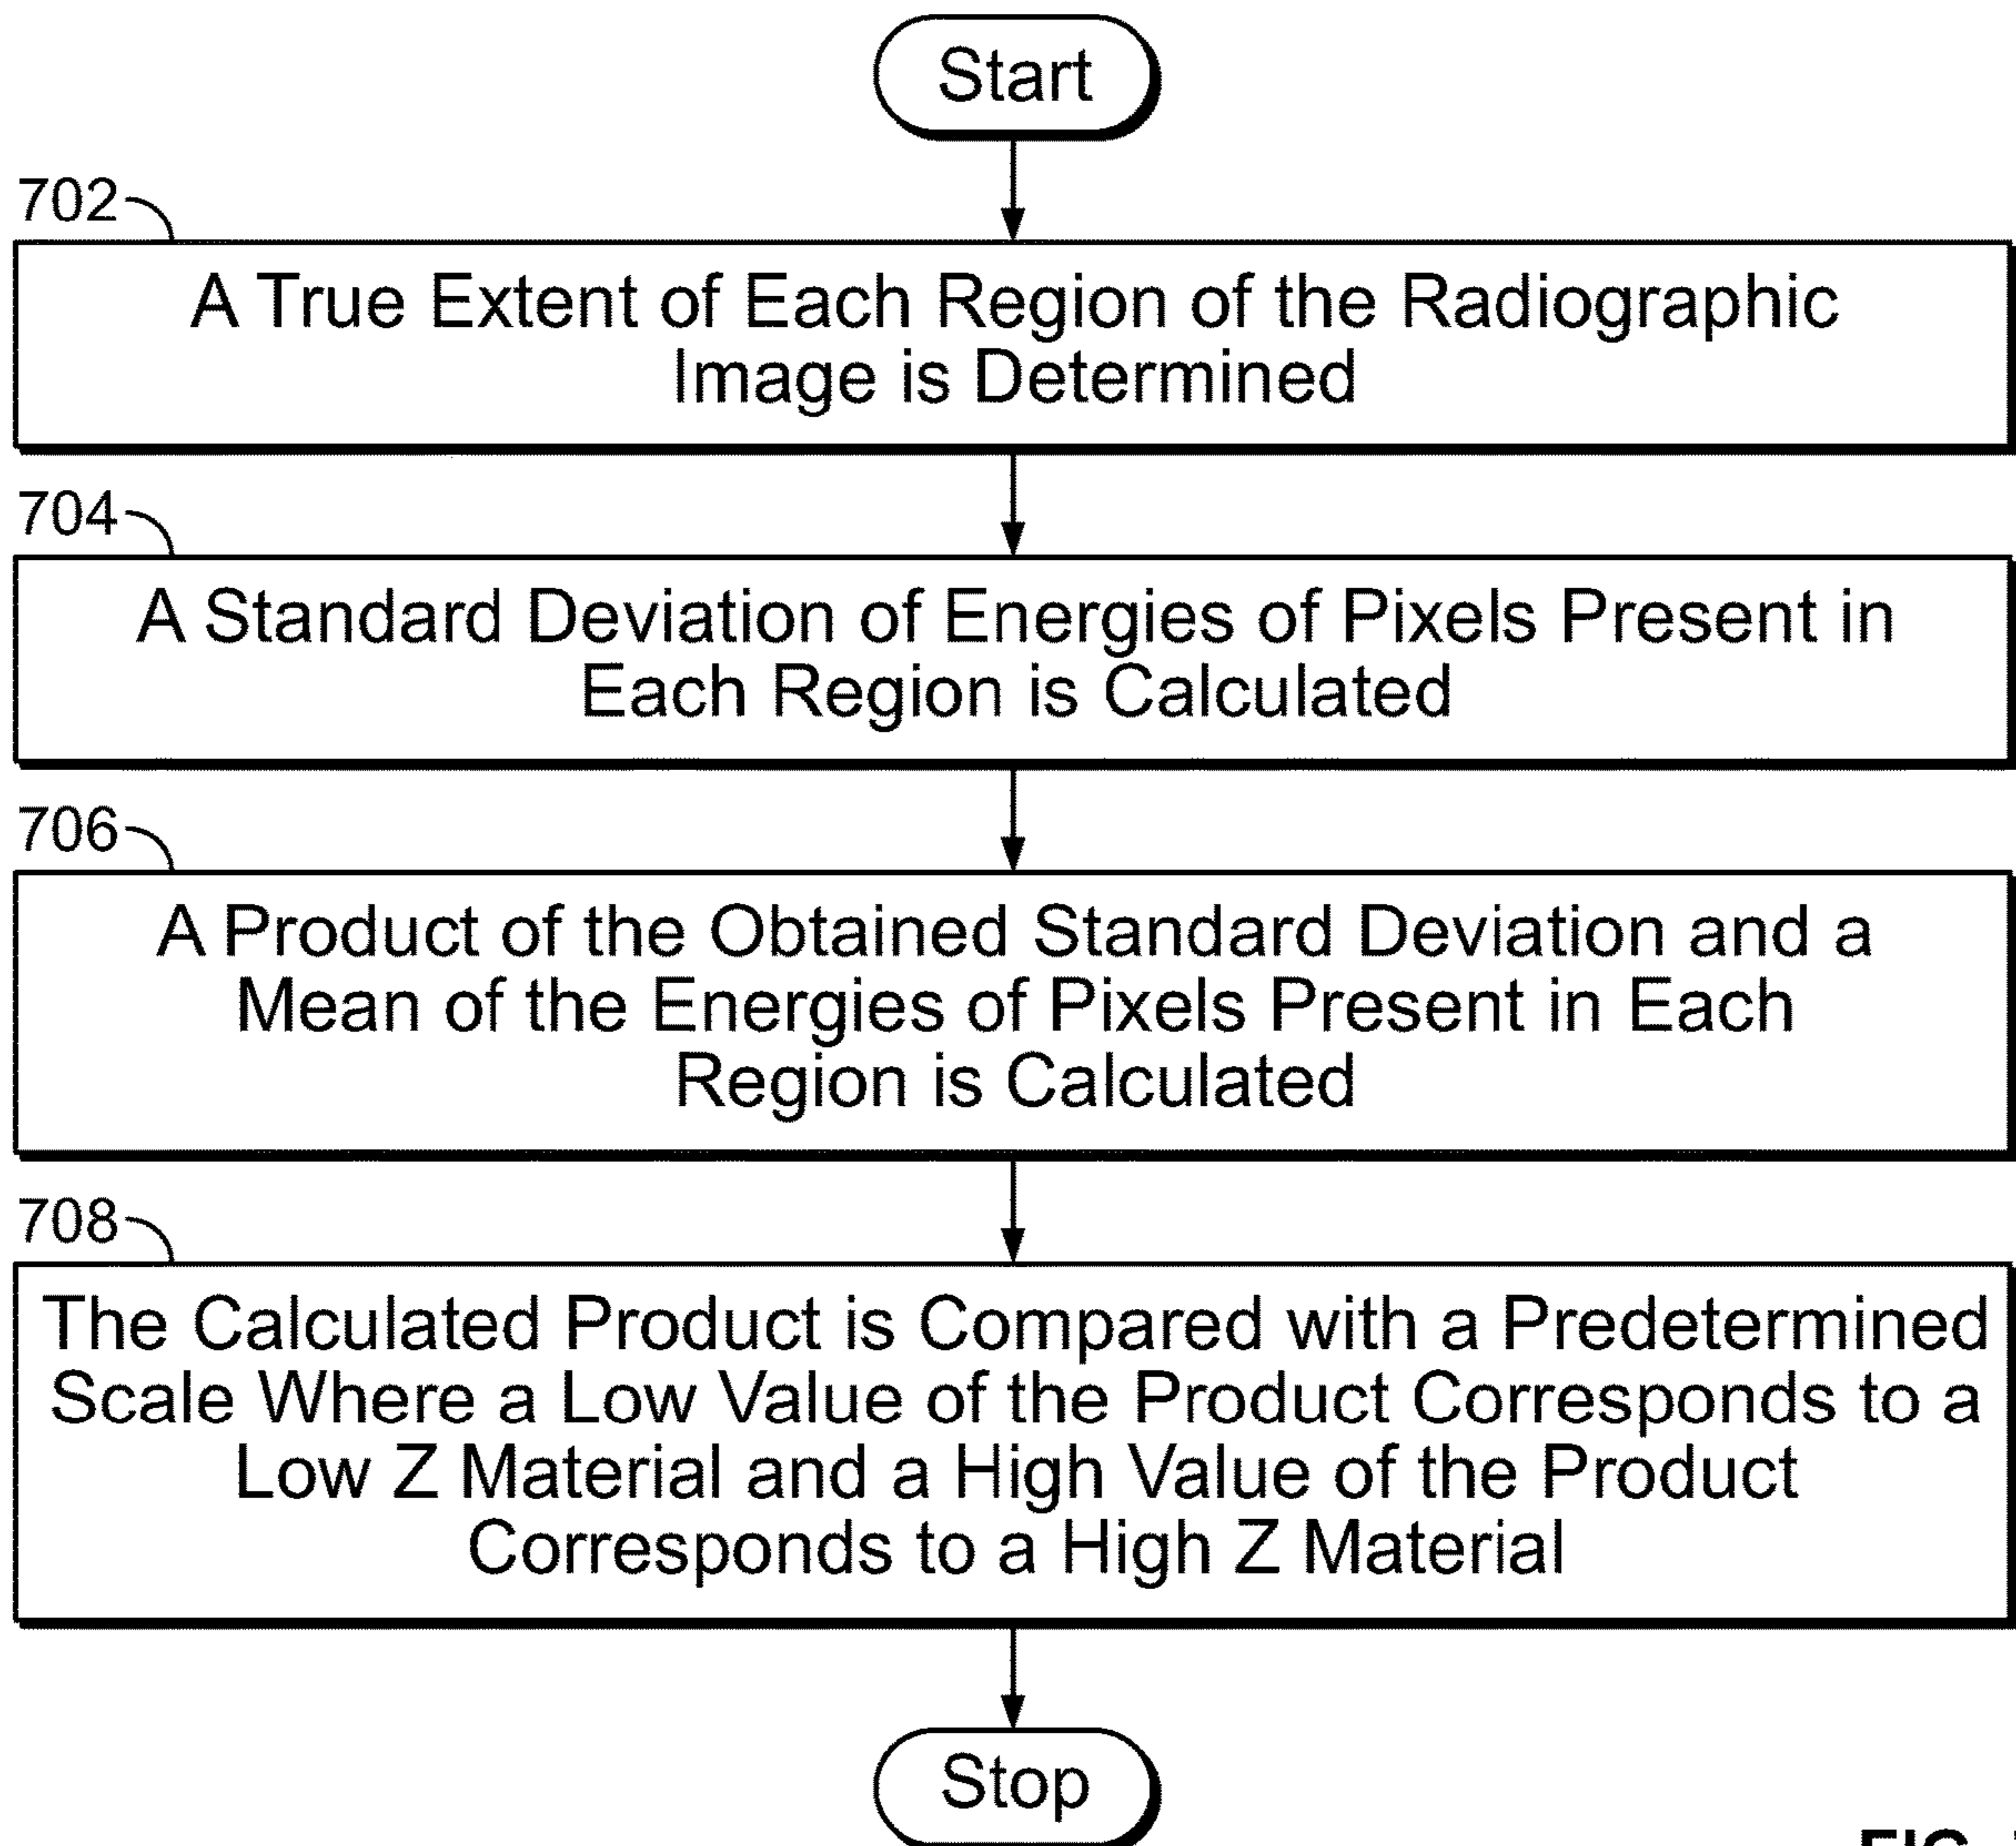 Start
702
A True Extent of Each Region of the Radiographic
Image is Determined
704
A Standard Deviation of Energies of Pixels Present in
Each Region is Calculated
706
A Product of the Obtained Standard Deviation and a
Mean of the Energies of Pixels Present in Each
Region is Calculated
708
The Calculated Product is Compared with a Predetermined
Scale Where a Low Value of the Product Corresponds to a
Low Z Material and a High Value of the Product
Corresponds to a High Z Material
Stop
FIG.